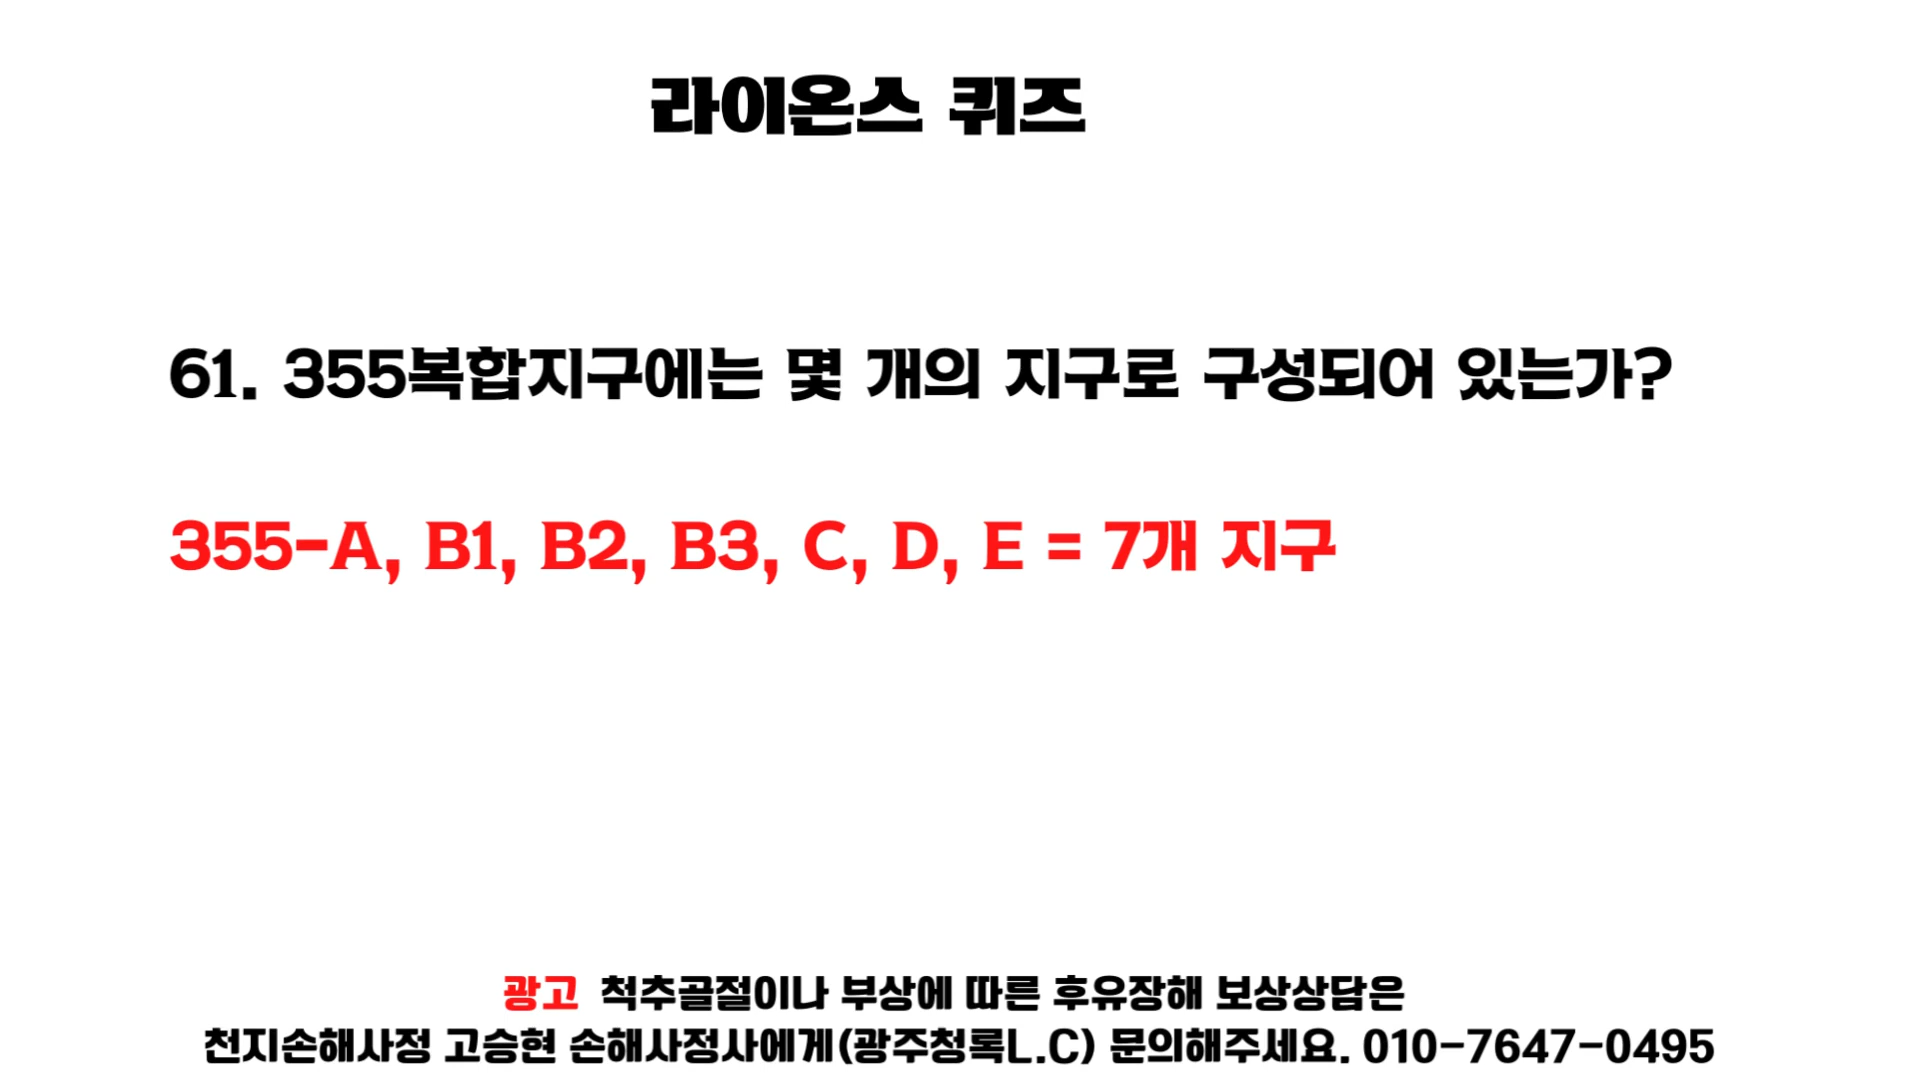 라이온스 퀴즈
61. 355복합지구에는 몇 개의 지구로 구성되어 있는가?
355-A, B1, B2, B3, C, D, E = 7개 지구
광고 척추골절이나 부상에 따른 후유장해 보상상담은
천지손해사정 고승현 손해사정사에게(광주청록L.C) 문의해주세요. 010-7647-0495